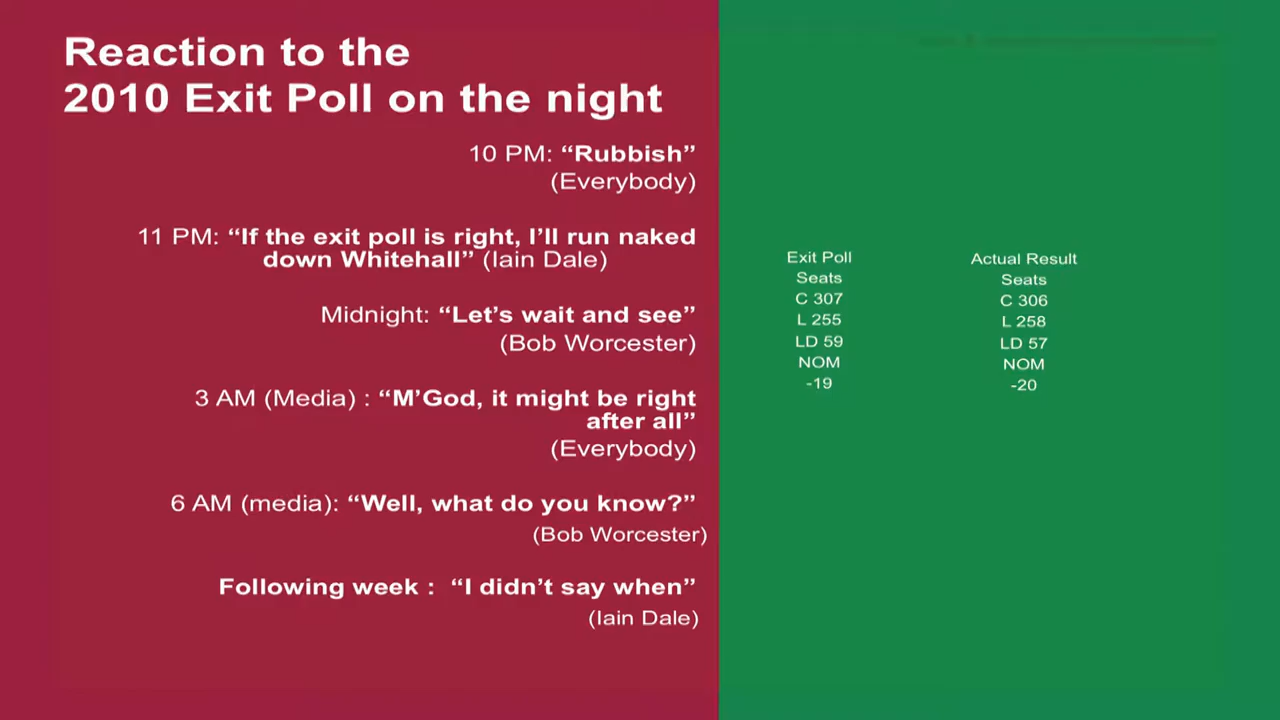 Reaction to the
2010 Exit Poll on the night
10 PM: “Rubbish”
(Everybody)
11 PM: “If the exit poll is right, I’ll run naked
down Whitehall” (Iain Dale)
Midnight: “Let’s wait and see”
(Bob Worcester)
3 AM (Media) : “M’God, it might be right
after all”
(Everybody)
6 AM (media): “Well, what do you know?”
(Bob Worcester)
Following week :  “I didn’t say when”
(Iain Dale)
Exit Poll
Seats
C 307
L 255
LD 59
NOM
-19
Actual Result
Seats
C 306
L 258
LD 57
NOM
-20